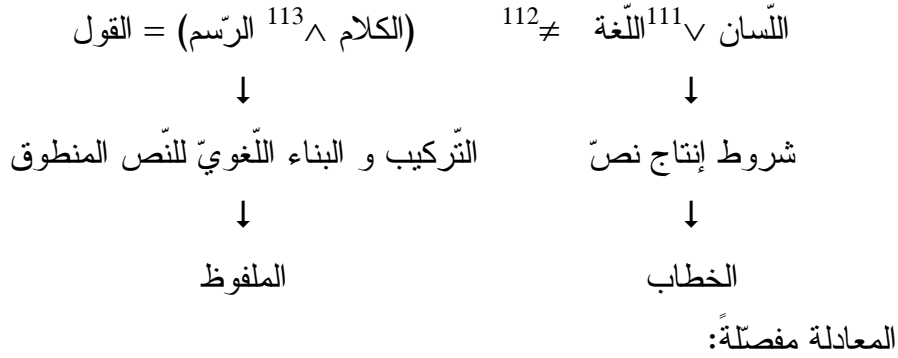 اللّسان ∨¹¹¹اللّغة ≠¹¹² (الكلام ∧¹¹³ الرّسم) = القول
↓ ↓
شروط إنتاج نصّ التّركيب و البناء اللّغويّ للنّص المنطوق
↓ ↓
الخطاب الملفوظ
المعادلة مفصّلةً: